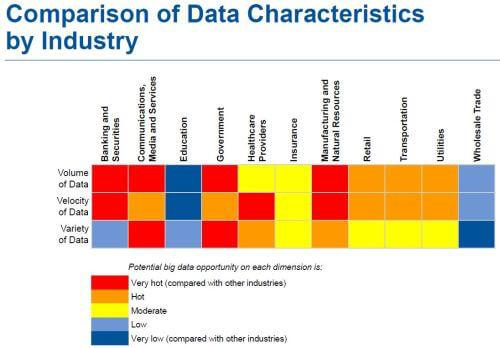 Comparison of Data Characteristics
by Industry
Banking and
Securities
Communications,
Media and Services
Education
Government
Healthcare
Providers
Insurance
Manufacturing and
Natural Resources
Retail
Transportation
Utilities
Wholesale Trade
Volume
of Data
Velocity
of Data
Variety
of Data
Potential big data opportunity on each dimension is:
Very hot (compared with other industries)
Hot
Moderate
Low
Very low (compared with other industries)